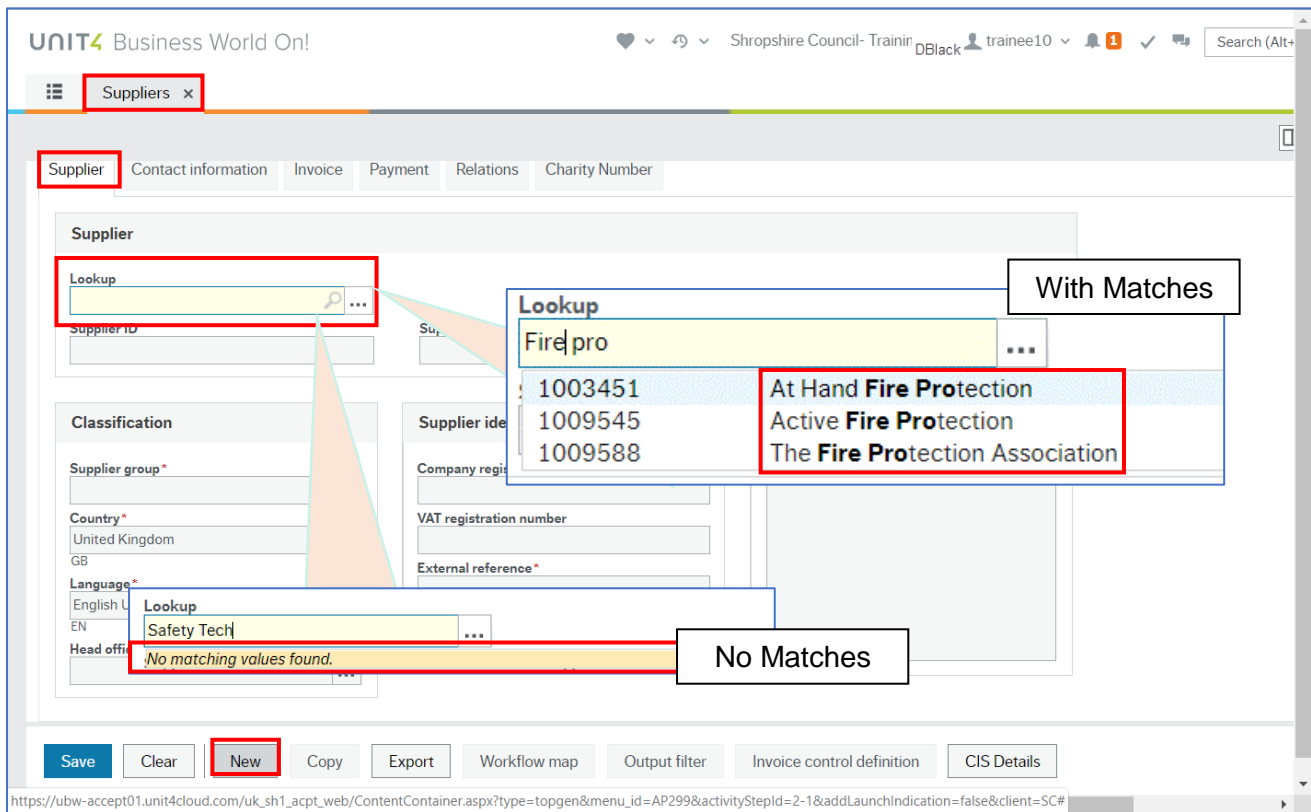 UNIT4 Business World On!
Shropshire Council- Trainin DBlack trainee10 1 Search (Alt+
Suppliers ×
Supplier Contact information Invoice Payment Relations Charity Number
Supplier
With Matches
Lookup
...
Supplier ID
Sup
Lookup
Fire pro
...
1003451 At Hand Fire Protection
1009545 Active Fire Protection
1009588 The Fire Protection Association
Classification
Supplier ide
Supplier group*
Company regis
Country*
United Kingdom
GB
VAT registration number
External reference*
Language*
English U
EN
Head offi
...
Lookup
Safety Tech
...
No matching values found.
No Matches
Save Clear New Copy Export Workflow map Output filter Invoice control definition CIS Details
https://ubw-accept01.unit4cloud.com/uk_sh1_acpt_web/ContentContainer.aspx?type=topgen&menu_id=AP299&activityStepId=2-1&addLaunchIndication=false&client=SC#